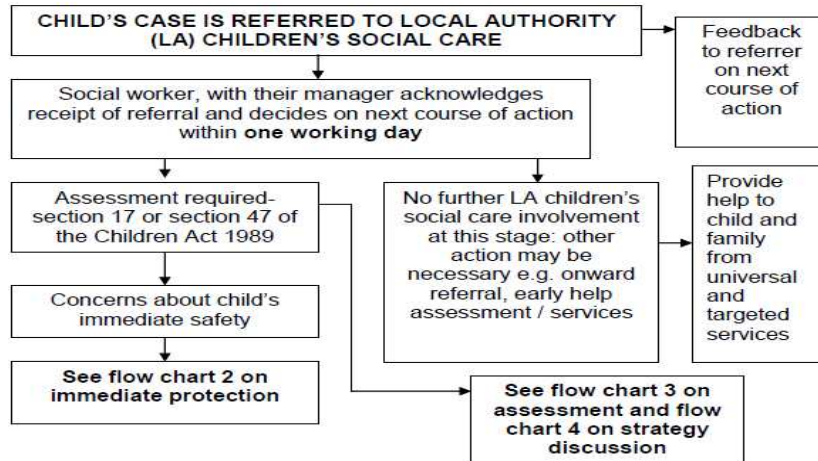 CHILD'S CASE IS REFERRED TO LOCAL AUTHORITY
(LA) CHILDREN'S SOCIAL CARE
Feedback
to referrer
on next
course of
action
Social worker, with their manager acknowledges
receipt of referral and decides on next course of action
within one working day
Assessment required-
section 17 or section 47 of
the Children Act 1989
No further LA children's
social care involvement
at this stage: other
action may be
necessary e.g. onward
referral, early help
assessment / services
Provide
help to
child and
family
from
universal
and
targeted
services
Concerns about child's
immediate safety
See flow chart 2 on
immediate protection
See flow chart 3 on
assessment and flow
chart 4 on strategy
discussion